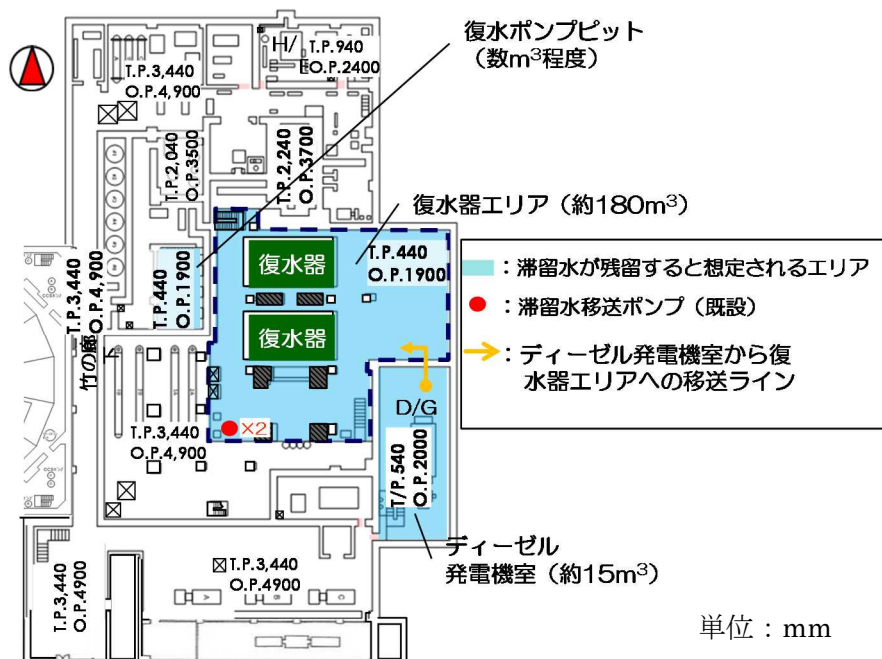 H/
T.P.940
O.P.2400
T.P.3,440
O.P.4,900
復水ポンプピット
（数m³程度）
T.P.2,040
O.P.3500
T.P.2,240
O.P.3700
復水器エリア（約180m³）
復水器
T.P.440
O.P.1900
T.P.440
O.P.1900
T.P.3,440
O.P.4,900
竹の廊
復水器
：滞留水が残留すると想定されるエリア
：滞留水移送ポンプ（既設）
：ディーゼル発電機室から復
水器エリアへの移送ライン
D/G
×2
T.P.3,440
O.P.4,900
T/P.540
O.P.2000
ディーゼル
発電機室（約15m³）
T.P.3,440
O.P.4900
T.P.3,440
O.P.4900
A
B
C
単位：mm